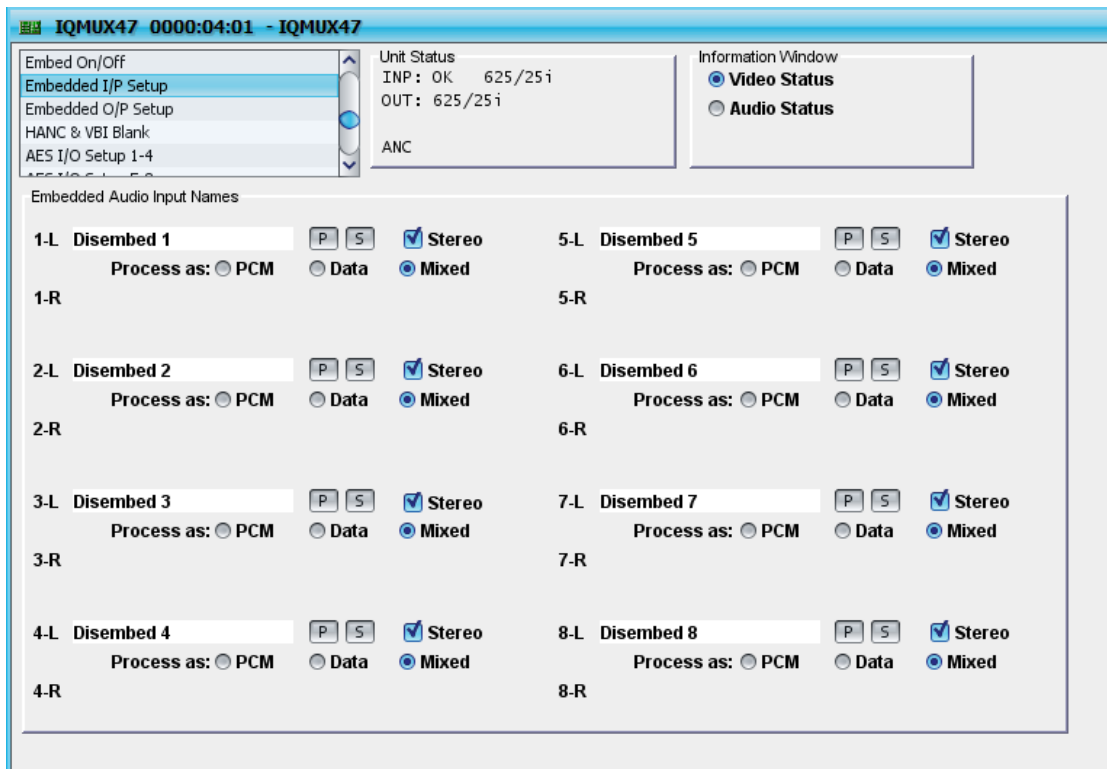 IQMUX47 0000:04:01 - IQMUX47
Embed On/Off
Embedded I/P Setup
Embedded O/P Setup
HANC & VBI Blank
AES I/O Setup 1-4
Unit Status
INP: OK 625/25i
OUT: 625/25i
ANC
Information Window
Video Status
Audio Status
Embedded Audio Input Names
1-L Disembed 1 P S Stereo
Process as: PCM Data Mixed
1-R
2-L Disembed 2 P S Stereo
Process as: PCM Data Mixed
2-R
3-L Disembed 3 P S Stereo
Process as: PCM Data Mixed
3-R
4-L Disembed 4 P S Stereo
Process as: PCM Data Mixed
4-R
5-L Disembed 5 P S Stereo
Process as: PCM Data Mixed
5-R
6-L Disembed 6 P S Stereo
Process as: PCM Data Mixed
6-R
7-L Disembed 7 P S Stereo
Process as: PCM Data Mixed
7-R
8-L Disembed 8 P S Stereo
Process as: PCM Data Mixed
8-R